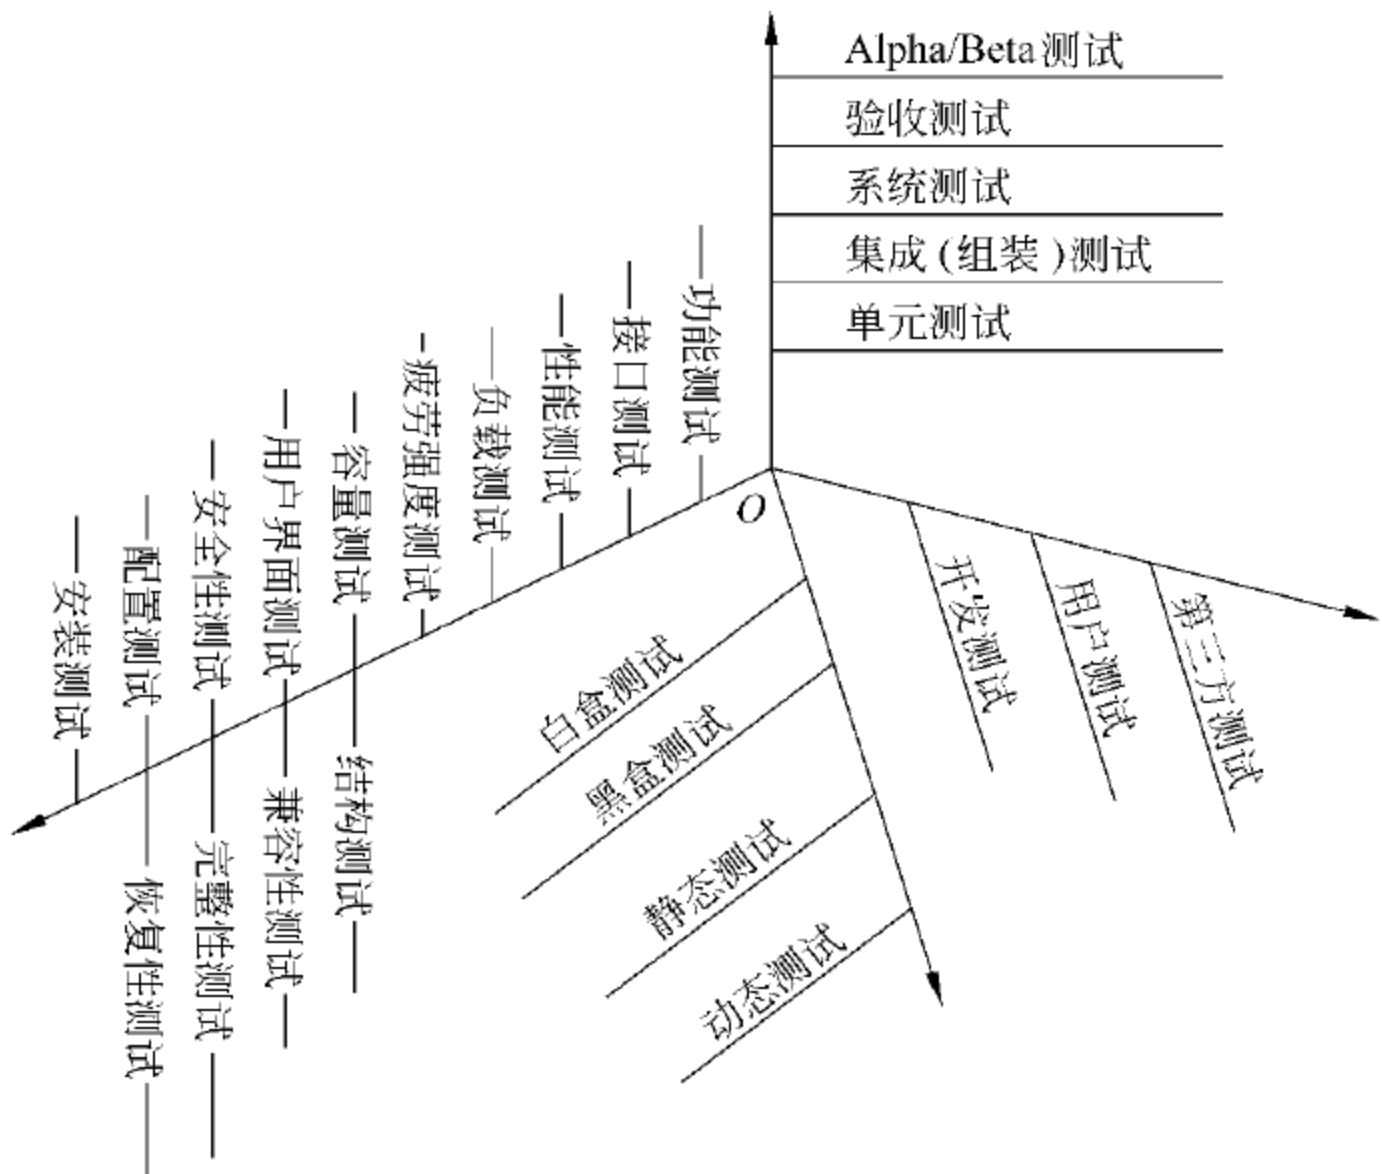 Alpha/Beta测试
验收测试
系统测试
集成(组装)测试
单元测试
功能测试
接口测试
性能测试
负载测试
疲劳强度测试
容量测试
用户界面测试
安全性测试
配置测试
安装测试
结构测试
兼容性测试
完整性测试
恢复性测试
O
白盒测试
黑盒测试
静态测试
动态测试
开发测试
用户测试
第三方测试